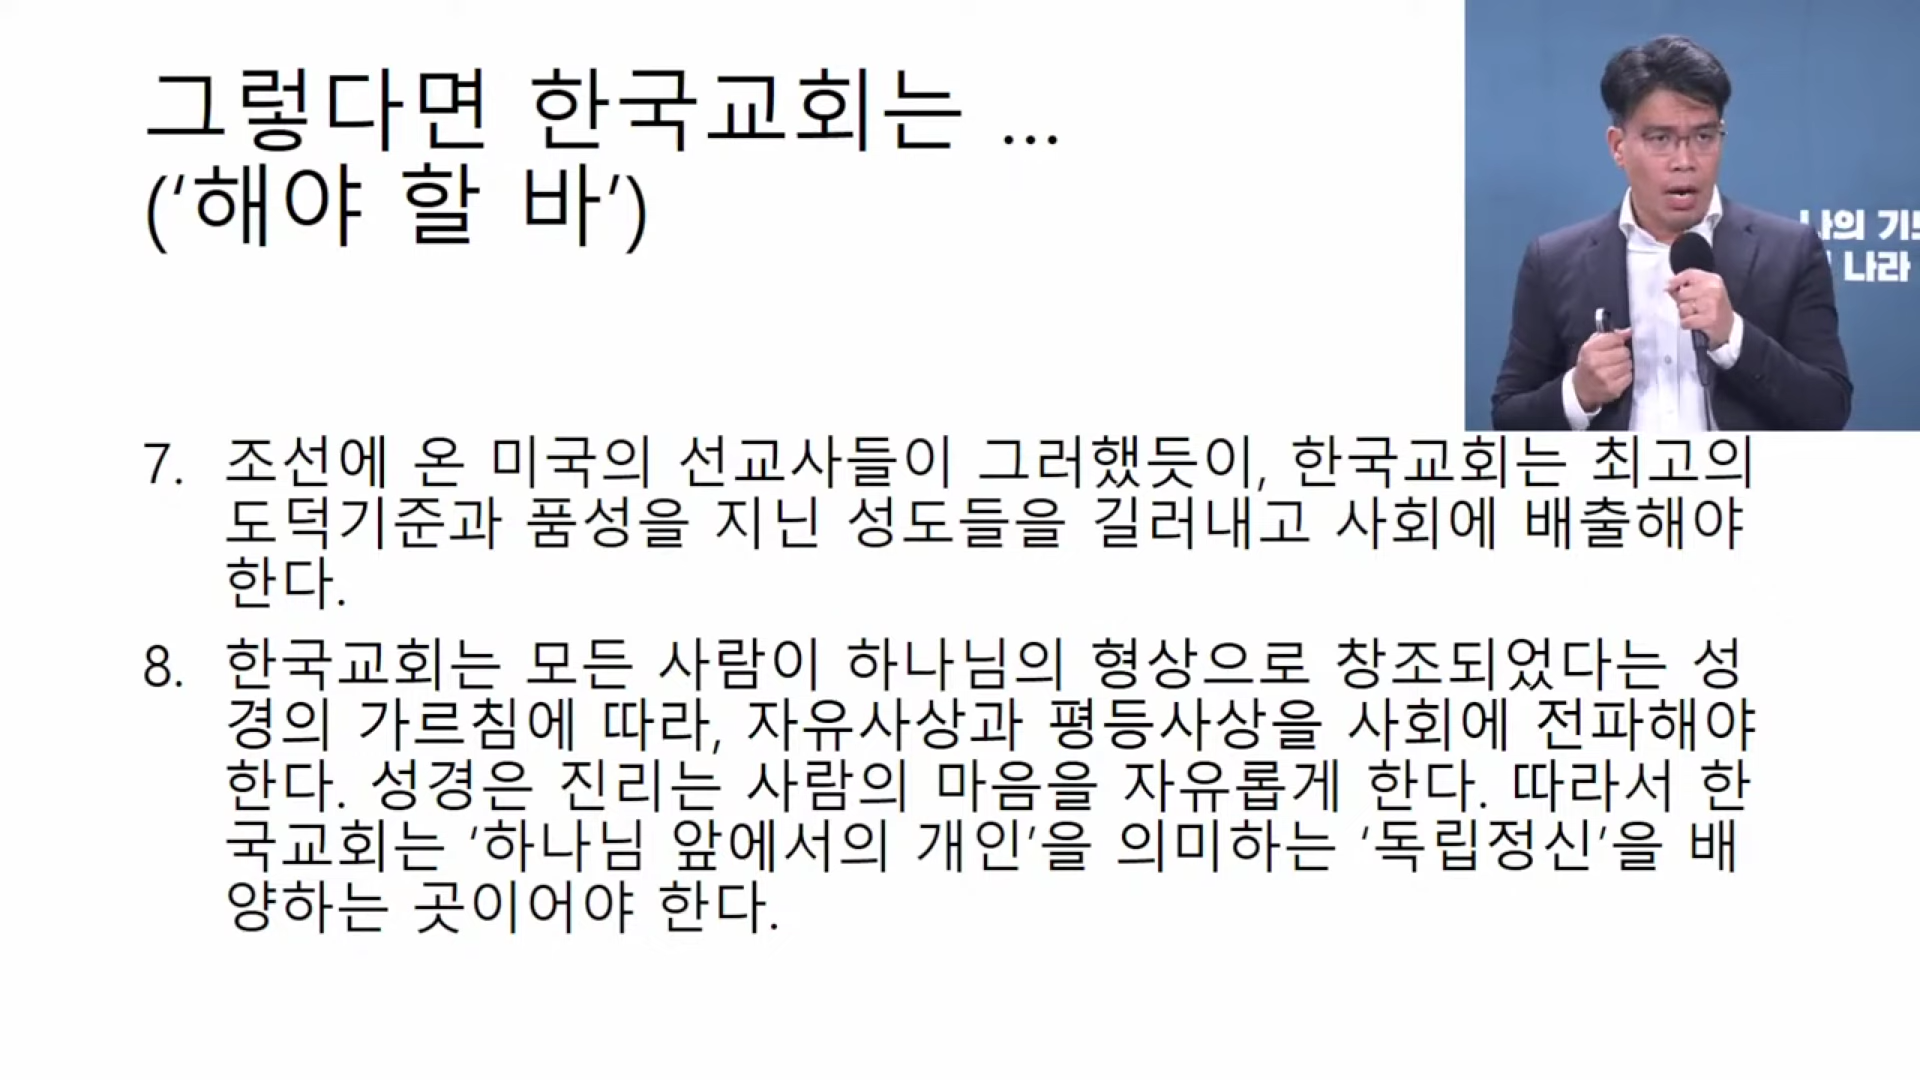 그렇다면 한국교회는 ...
(‘해야 할 바’)
나의 기
나라
7. 조선에 온 미국의 선교사들이 그러했듯이, 한국교회는 최고의
도덕기준과 품성을 지닌 성도들을 길러내고 사회에 배출해야
한다.
8. 한국교회는 모든 사람이 하나님의 형상으로 창조되었다는 성
경의 가르침에 따라, 자유사상과 평등사상을 사회에 전파해야
한다. 성경은 진리는 사람의 마음을 자유롭게 한다. 따라서 한
국교회는 ‘하나님 앞에서의 개인’을 의미하는 ‘독립정신’을 배
양하는 곳이어야 한다.